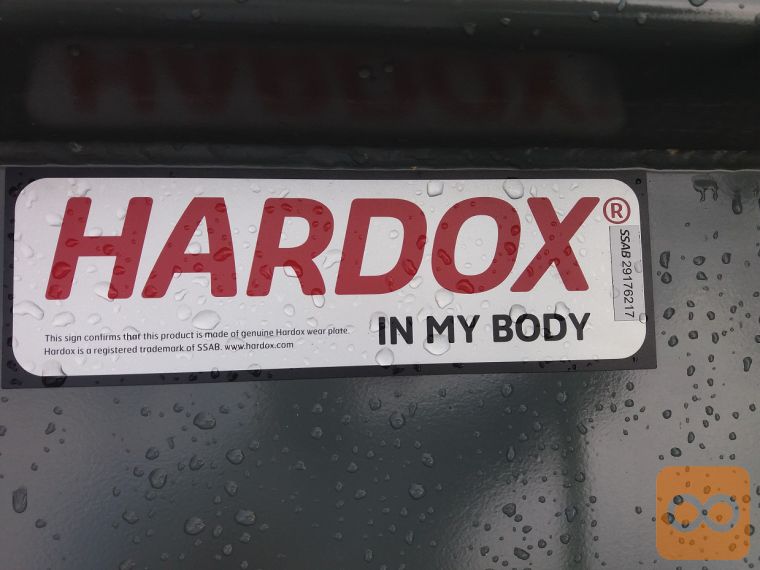 HARDOX®
SSAB 29176217
IN MY BODY
This sign confirms that this product is made of genuine Hardox wear plate.
Hardox is a registered trademark of SSAB. www.hardox.com